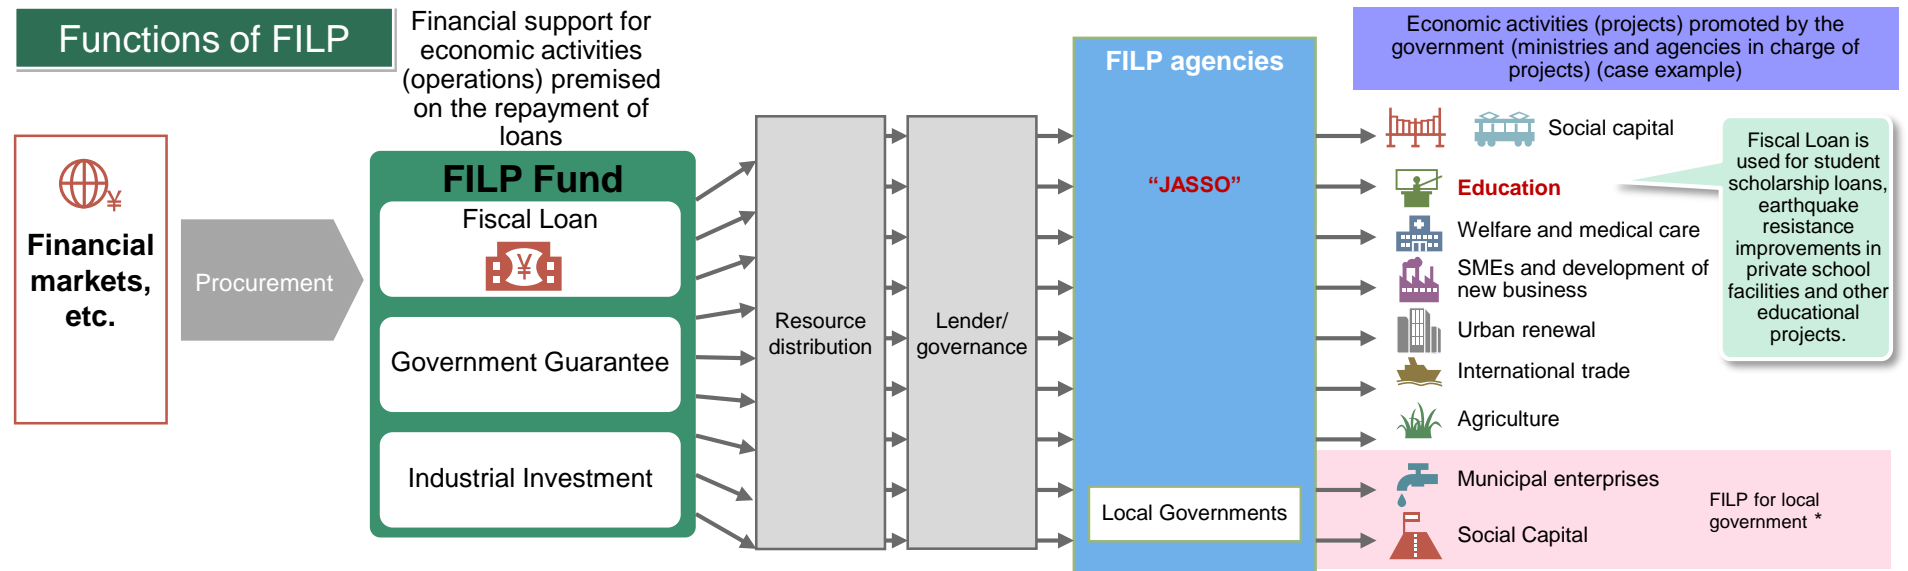 Functions of FILP
Financial support for
economic activities
(operations) premised
on the repayment of
loans
Financial
markets,
etc.
¥
Procurement
FILP Fund
Fiscal Loan
¥
Government Guarantee
Industrial Investment
Resource
distribution
Lender/
governance
FILP agencies
“JASSO”
Local Governments
Economic activities (projects) promoted by the
government (ministries and agencies in charge of
projects) (case example)
Social capital
Education
Welfare and medical care
SMEs and development of
new business
Urban renewal
International trade
Agriculture
Municipal enterprises
Social Capital
FILP for local
government *
Fiscal Loan is
used for student
scholarship loans,
earthquake
resistance
improvements in
private school
facilities and other
educational
projects.